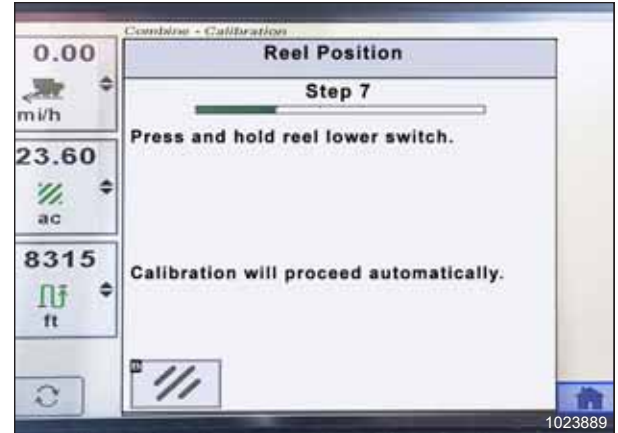 Combine - Calibration
0.00
mi/h
23.60
ac
8315
ft
Reel Position
Step 7
Press and hold reel lower switch.
Calibration will proceed automatically.
1023889